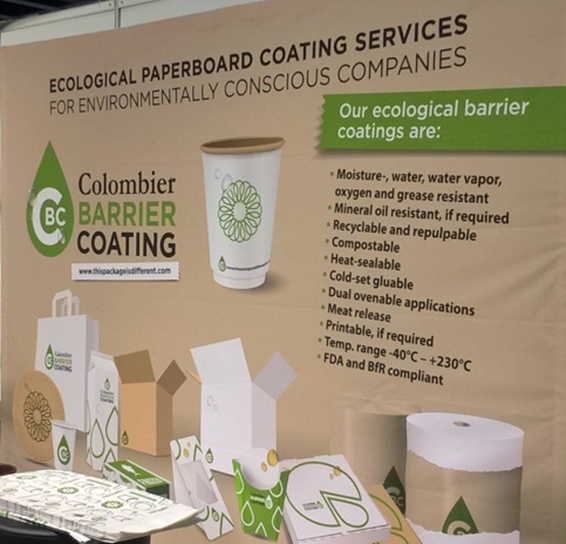 ECOLOGICAL PAPERBOARD COATING SERVICES
FOR ENVIRONMENTALLY CONSCIOUS COMPANIES
Our ecological barrier
coatings are:
CBC
Colombier
BARRIER
COATING
www.thispackageisdifferent.com
• Moisture-, water, water vapor,
oxygen and grease resistant
• Mineral oil resistant, if required
• Recyclable and repulpable
• Compostable
• Heat-sealable
• Cold-set gluable
• Dual ovenable applications
• Meat release
• Printable, if required
• Temp. range -40°C – +230°C
• FDA and BfR compliant
Colombier
BARRIER
COATING